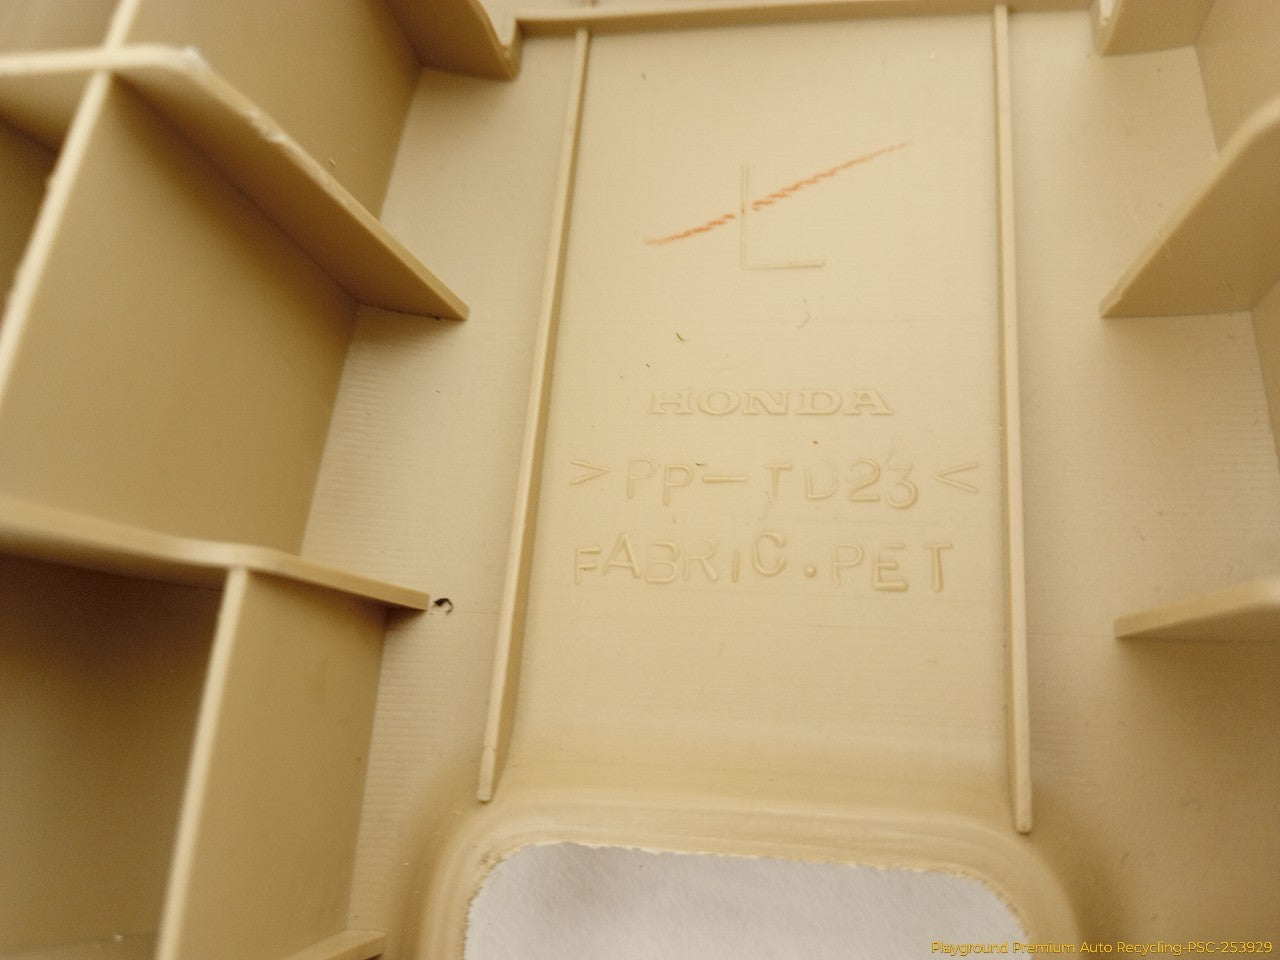 L
HONDA
>PP-TD23<
FABRIC.PET
Playground Premium Auto Recycling-PSC-253929